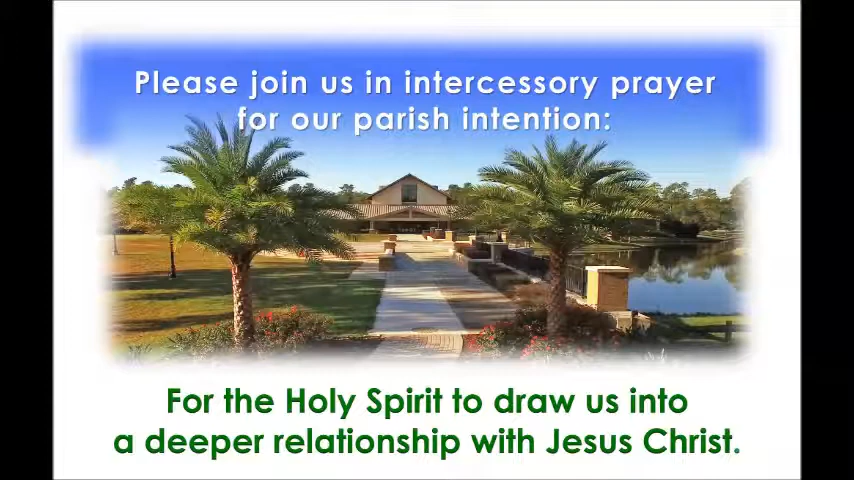 Please join us in intercessory prayer
for our parish intention:
For the Holy Spirit to draw us into
a deeper relationship with Jesus Christ.